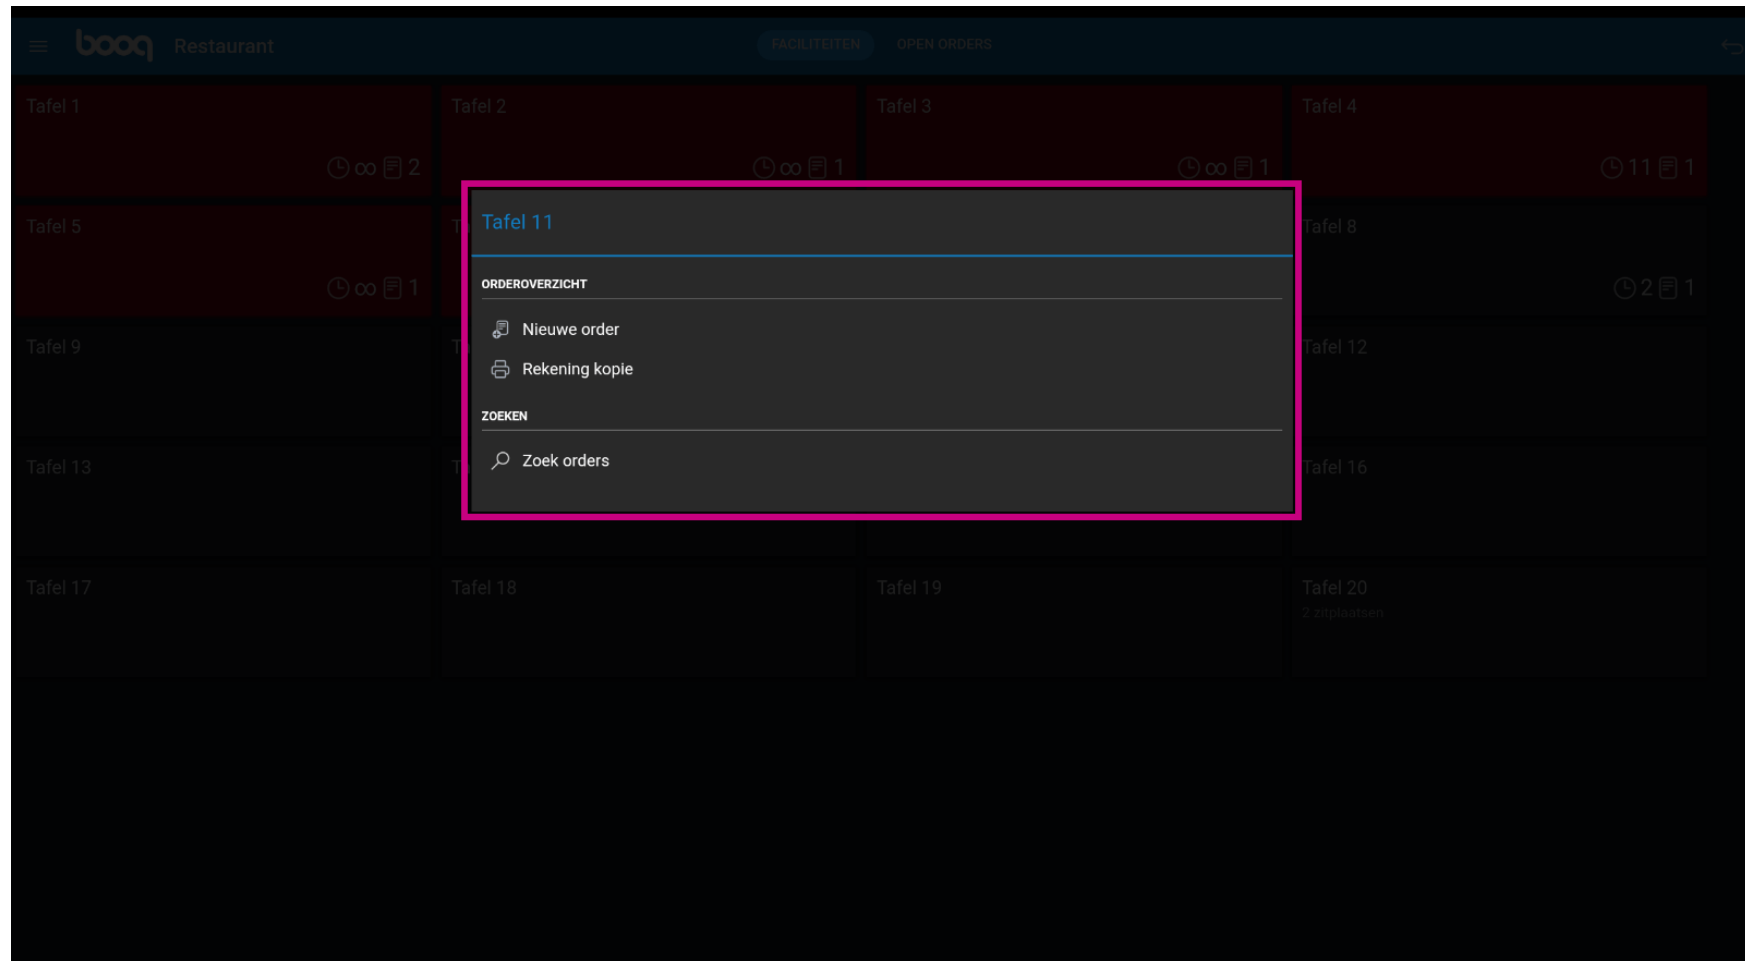 booq Restaurant FACILITEITEN OPEN ORDERS
Tafel 1 Tafel 2 Tafel 3 Tafel 4
∞ 2 ∞ 1 ∞ 1 11 1
Tafel 5 Tafel 8
∞ 1 2 1
Tafel 11
ORDEROVERZICHT
Nieuwe order
Rekening kopie
ZOEKEN
Zoek orders
Tafel 9 Tafel 12
Tafel 13 Tafel 16
Tafel 17 Tafel 18 Tafel 19 Tafel 20
2 zitplaatsen